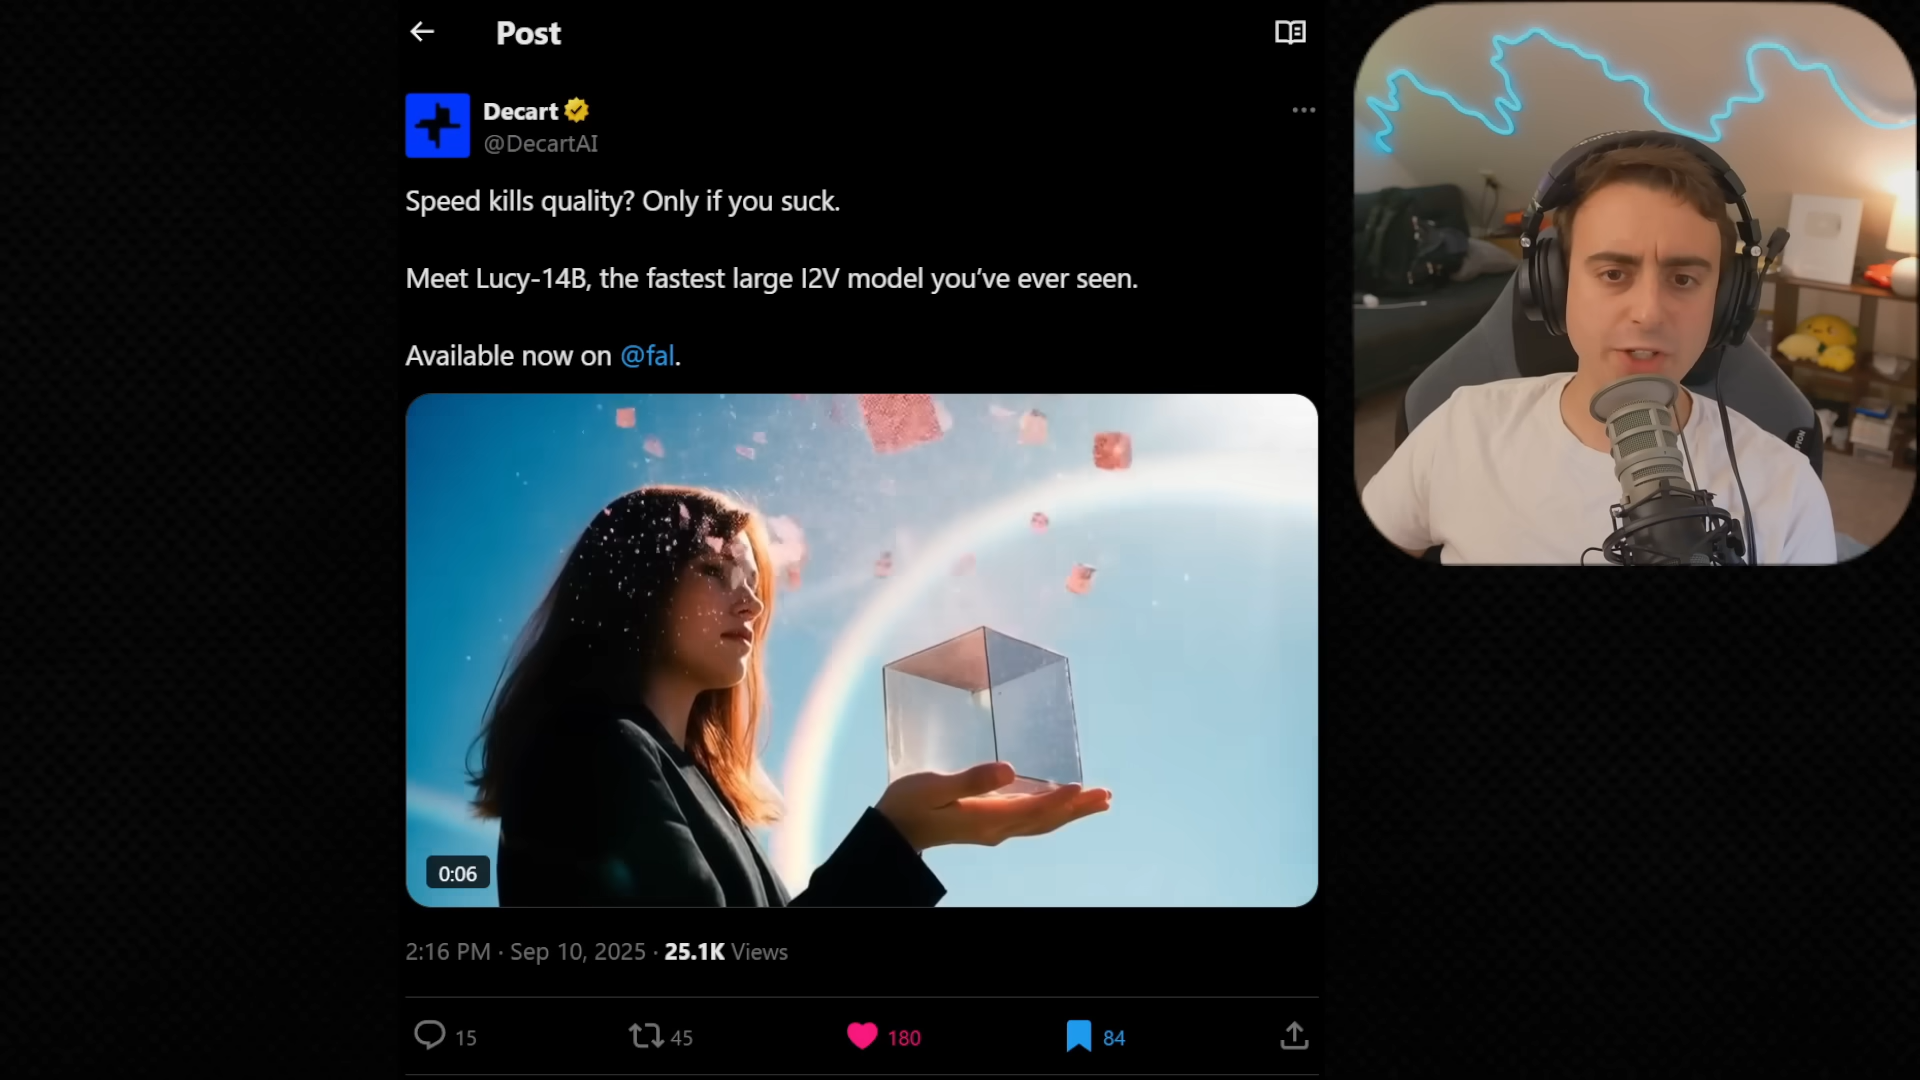 Post
Decart
@DecartAI
Speed kills quality? Only if you suck.
Meet Lucy-14B, the fastest large I2V model you’ve ever seen.
Available now on @fal.
0:06
2:16 PM · Sep 10, 2025 · 25.1K Views
15
45
180
84